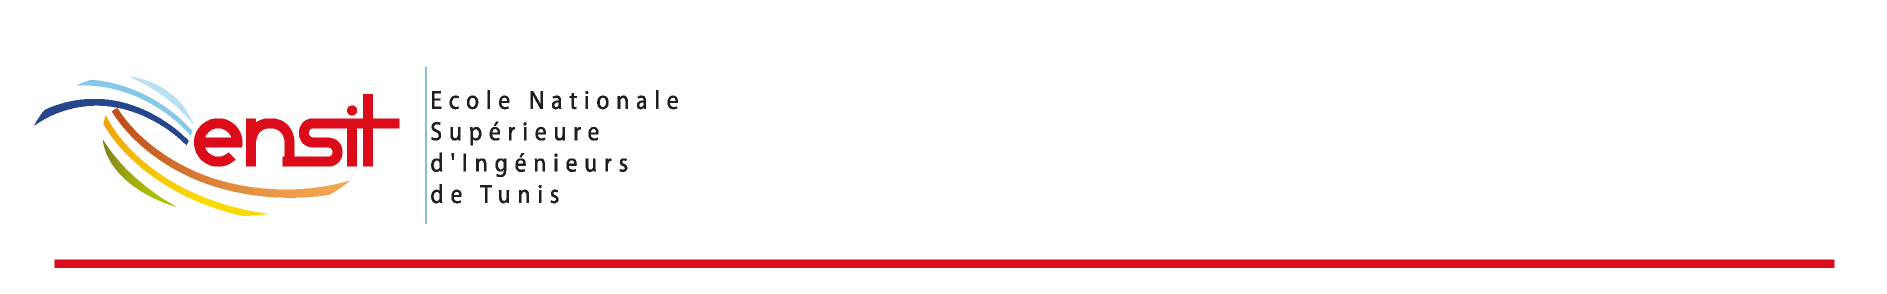 ensit
Ecole Nationale
Supérieure
d'Ingénieurs
de Tunis